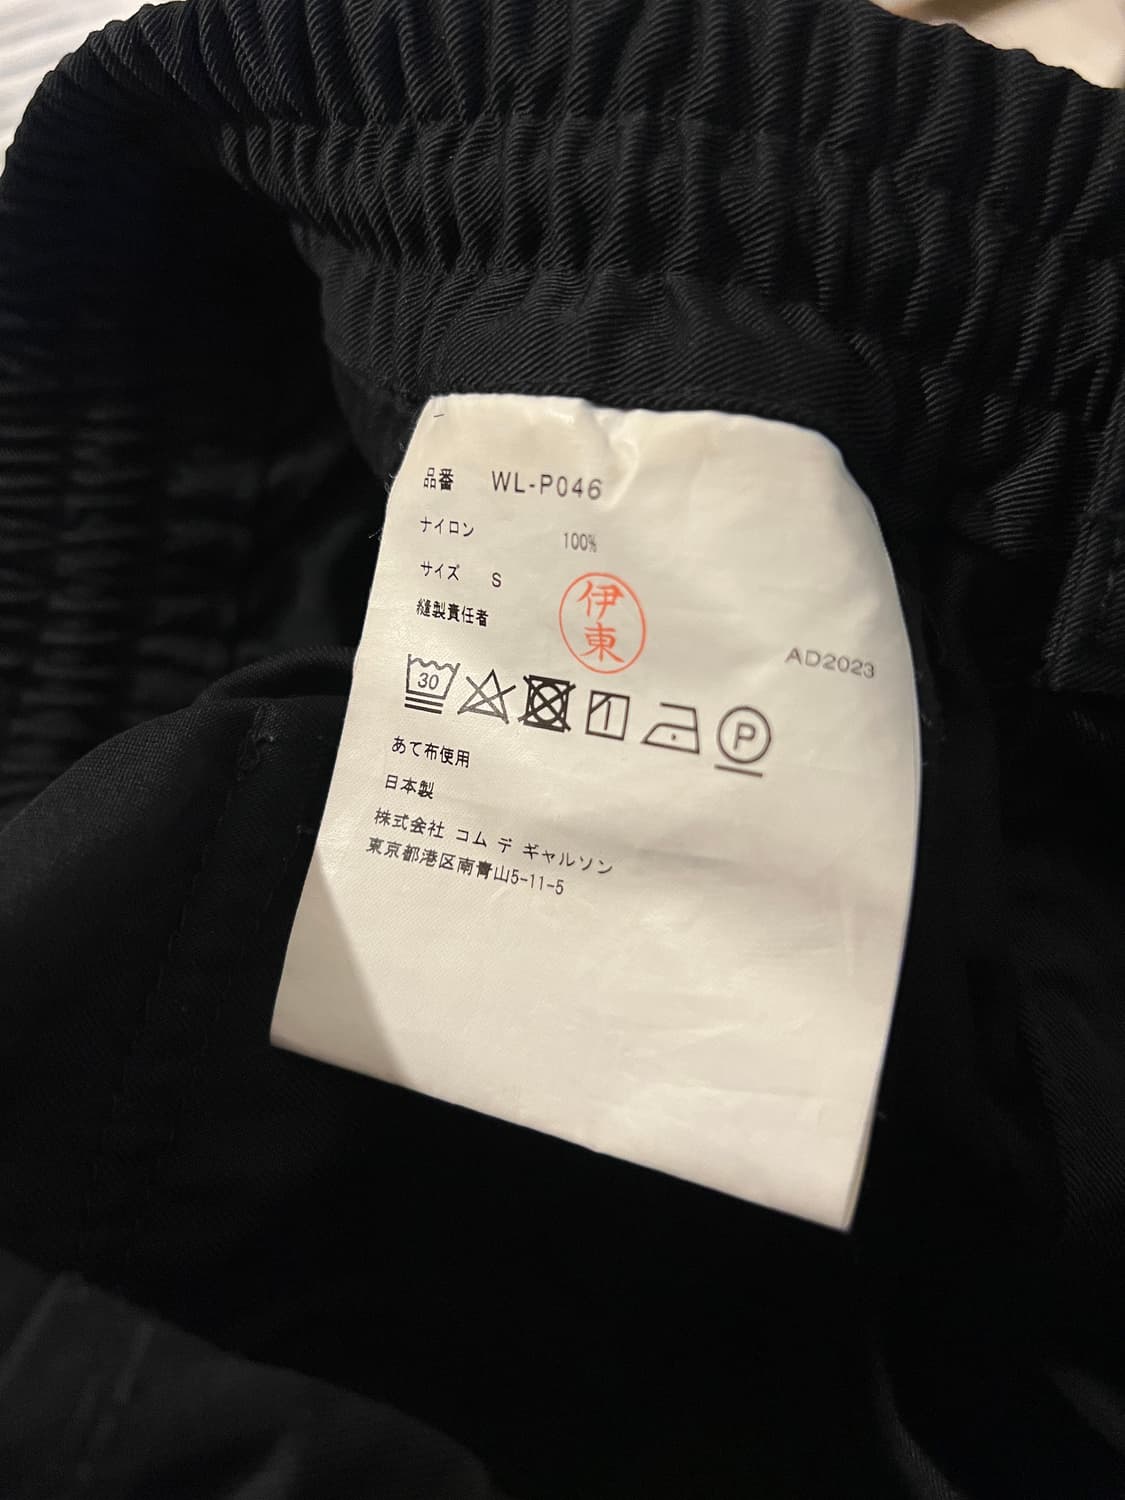 品番 WL-P046
ナイロン 100%
サイズ S
縫製責任者 伊東
AD2023
30 P
あて布使用
日本製
株式会社 コム デ ギャルソン
東京都港区南青山5-11-5